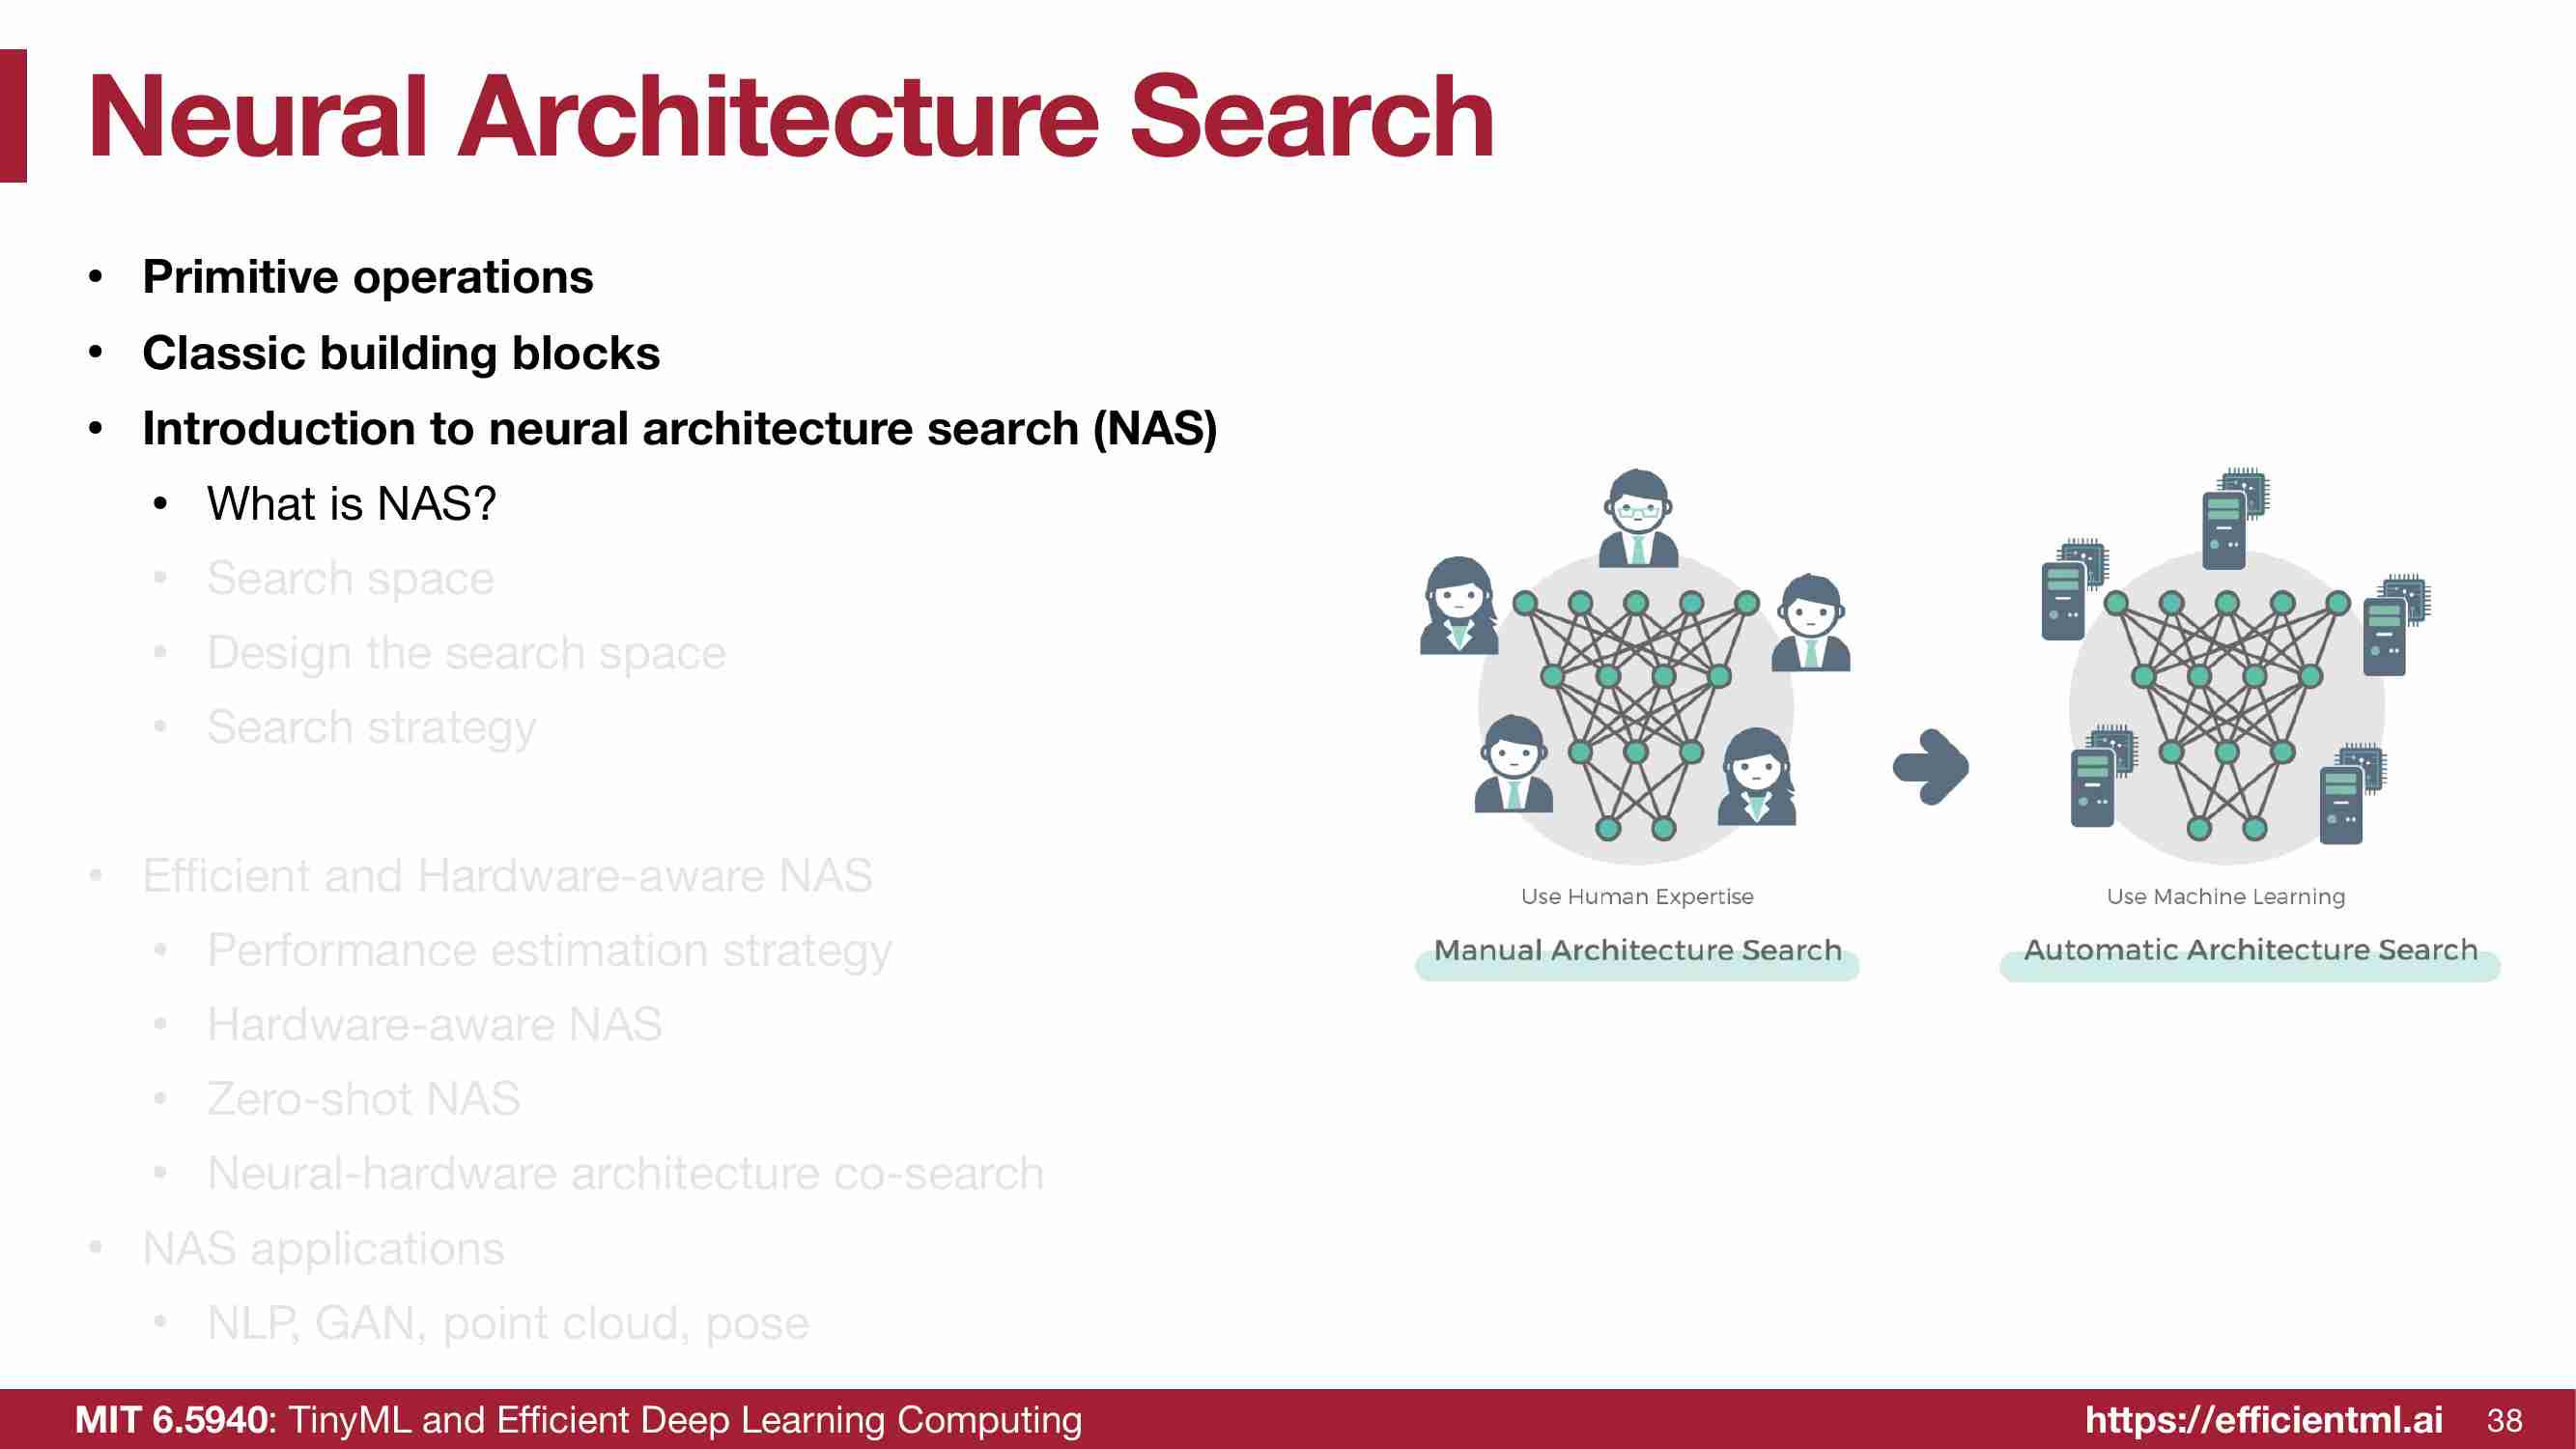 Neural Architecture Search
• Primitive operations
• Classic building blocks
• Introduction to neural architecture search (NAS)
• What is NAS?
• Search space
• Design the search space
• Search strategy
• Efficient and Hardware-aware NAS
• Performance estimation strategy
• Hardware-aware NAS
• Zero-shot NAS
• Neural-hardware architecture co-search
• NAS applications
• NLP, GAN, point cloud, pose
Use Human Expertise
Manual Architecture Search
Use Machine Learning
Automatic Architecture Search
MIT 6.5940: TinyML and Efficient Deep Learning Computing
https://efficientml.ai
38